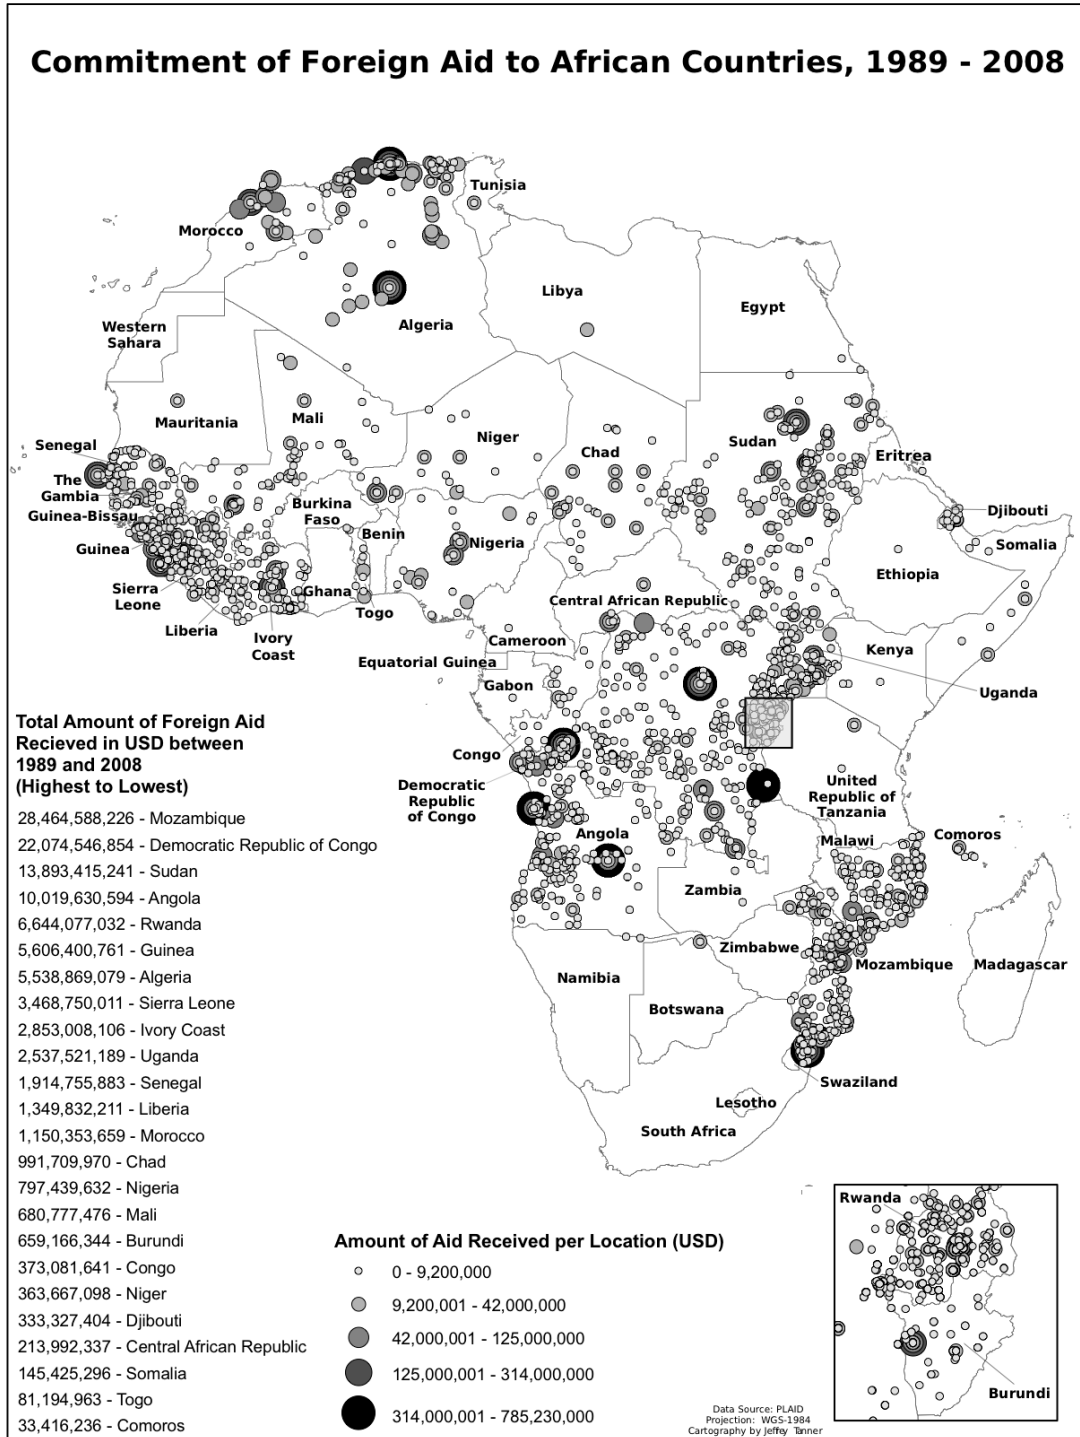 Commitment of Foreign Aid to African Countries, 1989 - 2008
Tunisia
Morocco
Libya
Egypt
Algeria
Western
Sahara
Mauritania
Mali
Niger
Chad
Sudan
Eritrea
Senegal
The
Gambia
Guinea-Bissau
Guinea
Burkina
Faso
Benin
Nigeria
Djibouti
Somalia
Ethiopia
Sierra
Leone
Ghana
Togo
Liberia
Ivory
Coast
Central African Republic
Cameroon
Equatorial Guinea
Gabon
Kenya
Uganda
Congo
Democratic
Republic
of Congo
United
Republic of
Tanzania
Angola
Malawi
Comoros
Zambia
Zimbabwe
Mozambique
Madagascar
Namibia
Botswana
Swaziland
Lesotho
South Africa
Total Amount of Foreign Aid
Recieved in USD between
1989 and 2008
(Highest to Lowest)
28,464,588,226 - Mozambique
22,074,546,854 - Democratic Republic of Congo
13,893,415,241 - Sudan
10,019,630,594 - Angola
6,644,077,032 - Rwanda
5,606,400,761 - Guinea
5,538,869,079 - Algeria
3,468,750,011 - Sierra Leone
2,853,008,106 - Ivory Coast
2,537,521,189 - Uganda
1,914,755,883 - Senegal
1,349,832,211 - Liberia
1,150,353,659 - Morocco
991,709,970 - Chad
797,439,632 - Nigeria
680,777,476 - Mali
659,166,344 - Burundi
373,081,641 - Congo
363,667,098 - Niger
333,327,404 - Djibouti
213,992,337 - Central African Republic
145,425,296 - Somalia
81,194,963 - Togo
33,416,236 - Comoros
Amount of Aid Received per Location (USD)
0 - 9,200,000
9,200,001 - 42,000,000
42,000,001 - 125,000,000
125,000,001 - 314,000,000
314,000,001 - 785,230,000
Rwanda
Burundi
Data Source: PLAID
Projection: WGS-1984
Cartography by Jeffrey Tanner